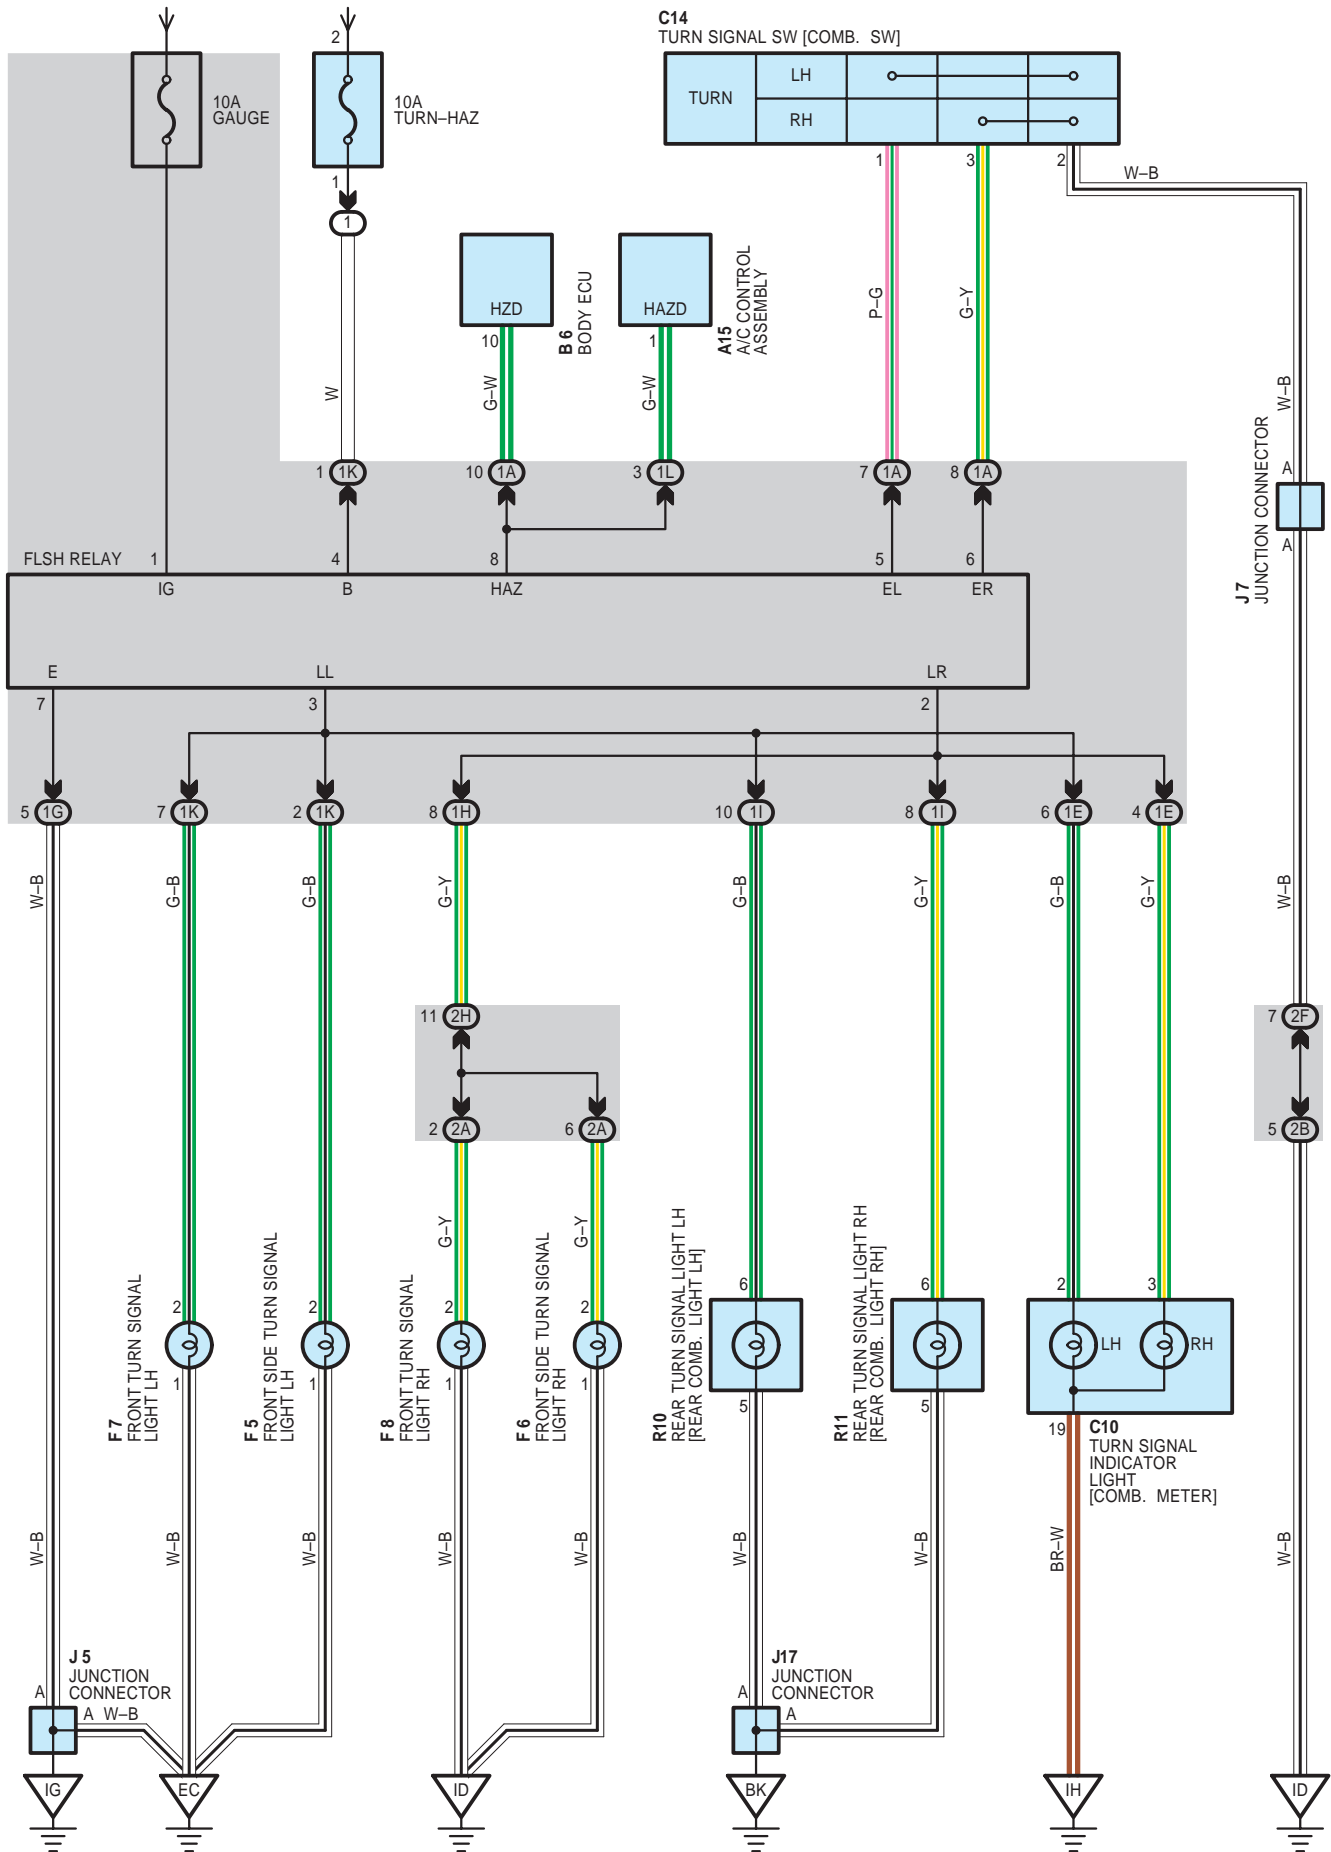 C14
TURN SIGNAL SW [COMB. SW]
2
10A
GAUGE
10A
TURN–HAZ
TURN
LH
RH
1
3
2
W–B
1
1
HZD
10
B 6
BODY ECU
HAZD
1
A15
A/C CONTROL
ASSEMBLY
P–G
G–Y
W
G–W
G–W
W–B
A
A
J 7
JUNCTION CONNECTOR
1
1K
10
1A
3
1L
7
1A
8
1A
FLSH RELAY
1
4
8
5
6
IG
B
HAZ
EL
ER
E
LL
LR
7
3
2
5
1G
7
1K
2
1K
8
1H
10
1I
8
1I
6
1E
4
1E
W–B
G–B
G–B
G–Y
G–B
G–Y
G–B
G–Y
W–B
11
2H
7
2F
2
2A
6
2A
5
2B
G–Y
G–Y
2
2
2
2
6
6
2
3
LH
RH
1
1
1
1
5
5
19
F 7
FRONT TURN SIGNAL
LIGHT LH
F 5
FRONT SIDE TURN SIGNAL
LIGHT LH
F 8
FRONT TURN SIGNAL
LIGHT RH
F 6
FRONT SIDE TURN SIGNAL
LIGHT RH
R10
REAR TURN SIGNAL LIGHT LH
[REAR COMB. LIGHT LH]
R11
REAR TURN SIGNAL LIGHT RH
[REAR COMB. LIGHT RH]
C10
TURN SIGNAL
INDICATOR
LIGHT
[COMB. METER]
W–B
W–B
W–B
W–B
W–B
W–B
W–B
BR–W
W–B
J 5
JUNCTION
CONNECTOR
A
A W–B
J17
JUNCTION
CONNECTOR
A
A
IG
EC
ID
BK
IH
ID